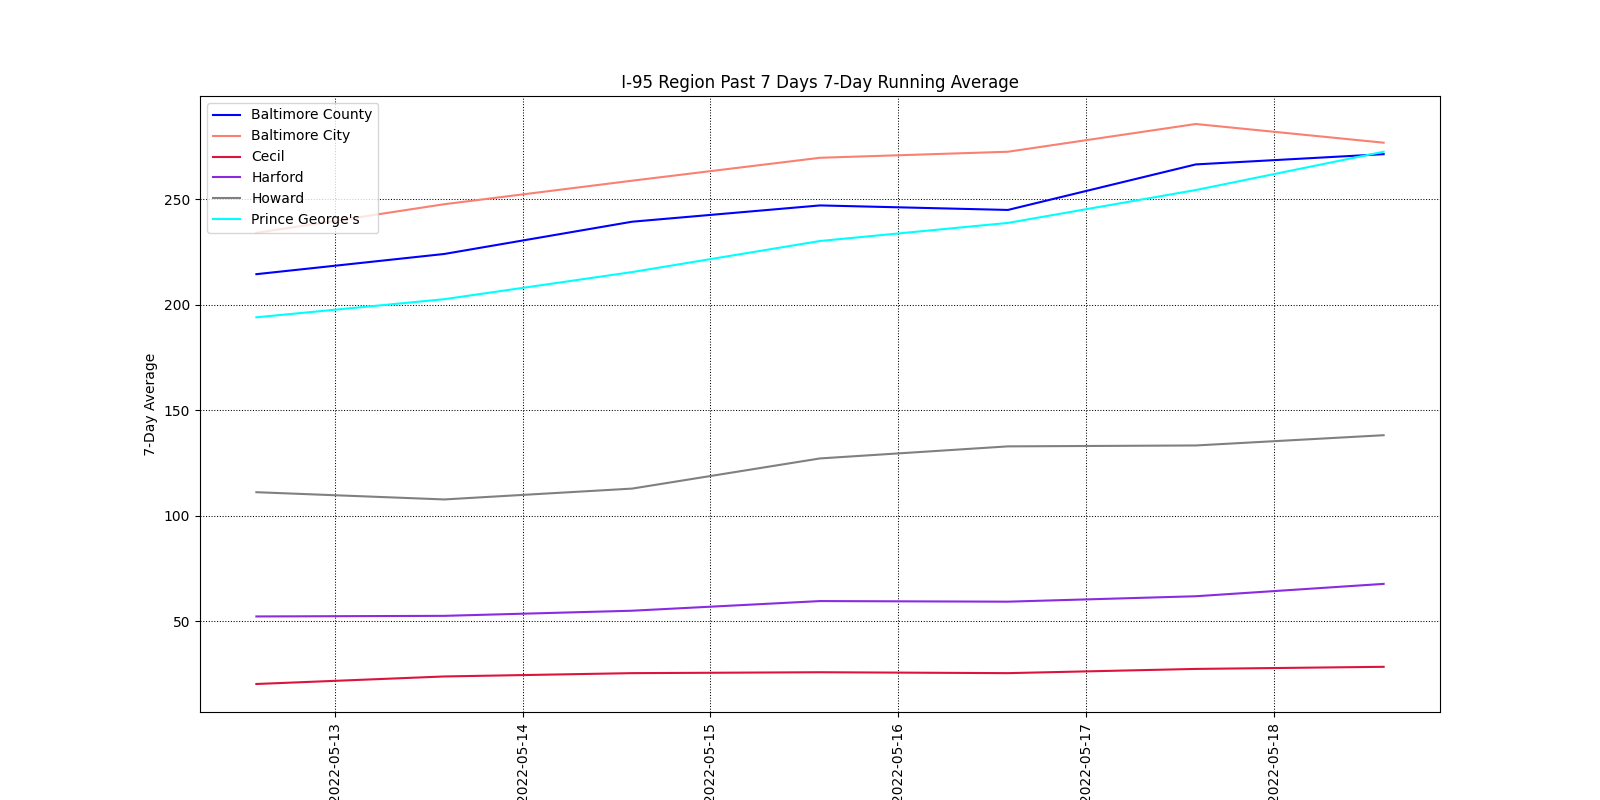 I-95 Region Past 7 Days 7-Day Running Average
Baltimore County
Baltimore City
Cecil
Harford
Howard
Prince George's
7-Day Average
250
200
150
100
50
2022-05-13
2022-05-14
2022-05-15
2022-05-16
2022-05-17
2022-05-18